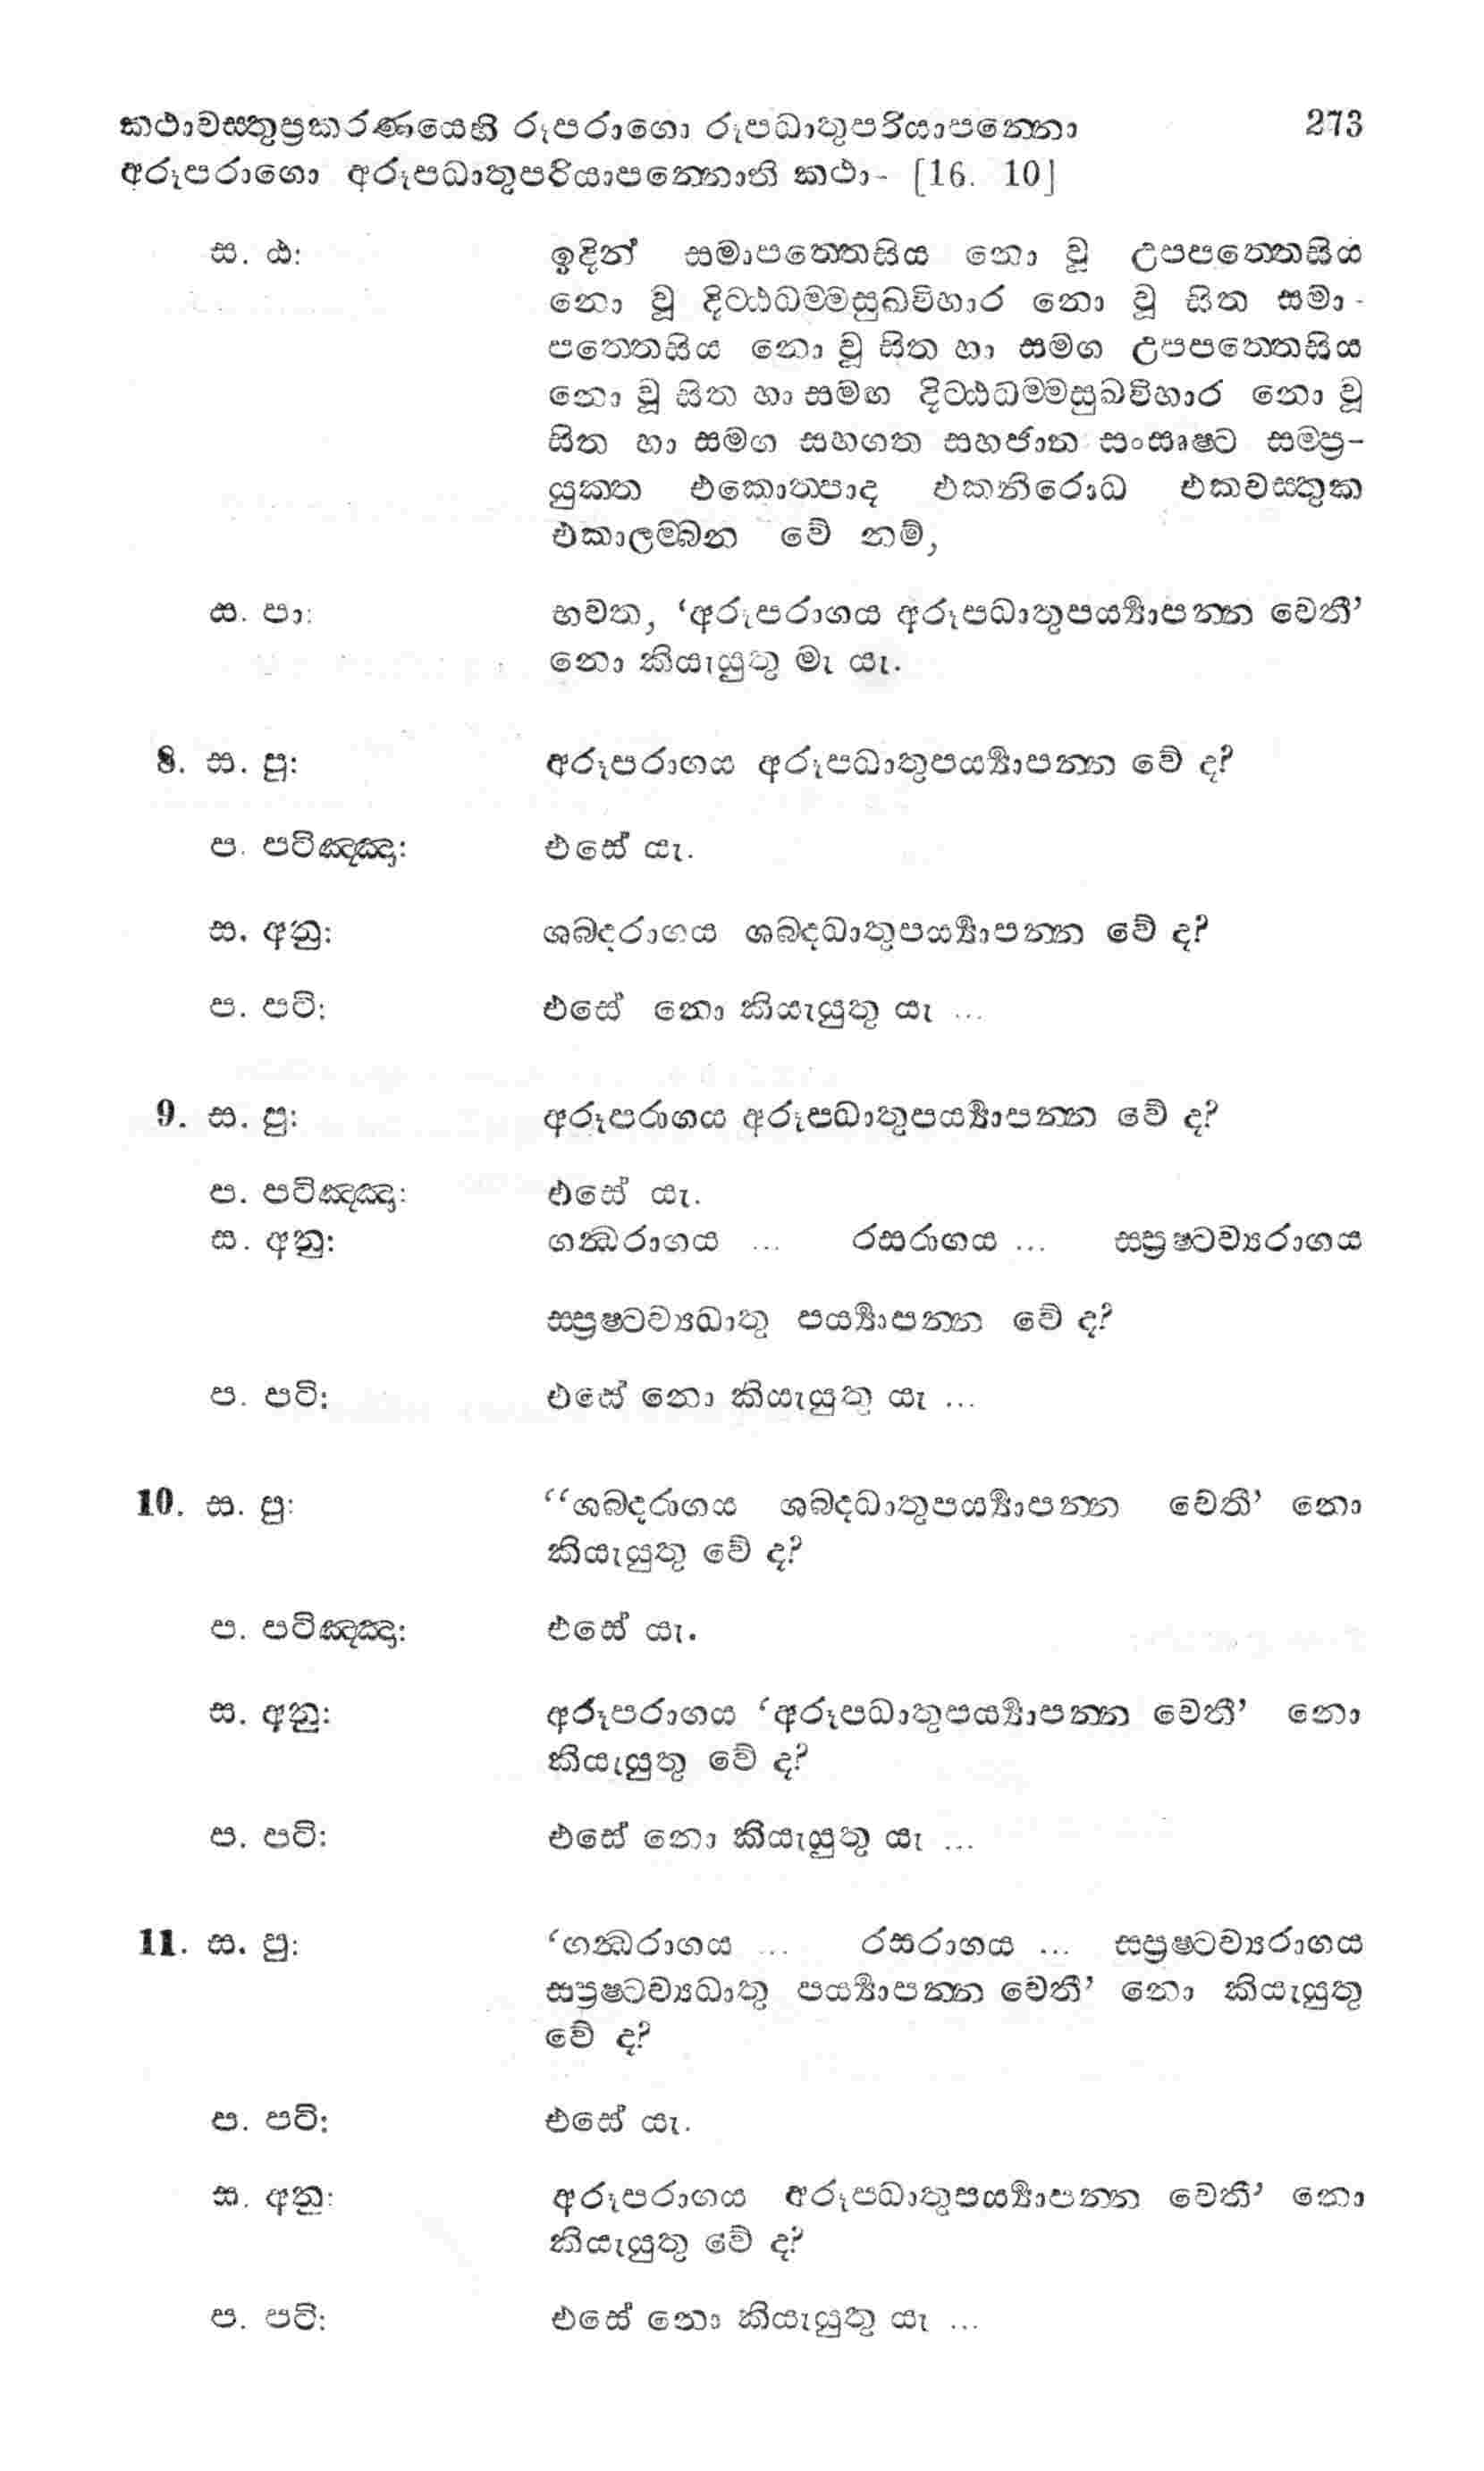 කථාවස්තුප්‍රකරණයෙහි රූපරාගො රූපධාතුපරියාපන්නො 273
අරූපරාගො අරූපධාතුපරියාපන්නොති කථා- [16. 10]
ස. ඨ: ඉදින් සමාපත්තෙසිය නො වූ උපපත්තෙසිය
නො වූ දිට්ඨධම්මසුඛවිහාර නො වූ සිත සමා-
පත්තෙසිය නො වූ සිත හා සමග උපපත්තෙසිය
නො වූ සිත හා සමඟ දිට්ඨධම්මසුඛවිහාර නො වූ
සිත හා සමග සහගත සහජාත සංසෘෂ්ට සම්ප්‍ර-
යුක්ත එකොත්පාද එකනිරොධ එකවස්තුක
එකාලම්බන වේ නම්,
ස. පා: භවත, ‘අරූපරාගය අරූපධාතුපර්‍ය්‍යාපන්න වෙතී’
නො කියැයුතු මැ යැ.
8. ස. පු: අරූපරාගය අරූපධාතුපර්‍ය්‍යාපන්න වේ ද?
ප. පටිඤ්ඤා: එසේ යැ.
ස. අනු: ශබ්දරාගය ශබ්දධාතුපර්‍ය්‍යාපන්න වේ ද?
ප. පටි: එසේ නො කියැයුතු යැ ...
9. ස. පු: අරූපරාගය අරූපධාතුපර්‍ය්‍යාපන්න වේ ද?
ප. පටිඤ්ඤා: එසේ යැ.
ස. අනු: ගන්ධරාගය ... රසරාගය ... ස්ප්‍රෂ්ටව්‍යරාගය
ස්ප්‍රෂ්ටව්‍යධාතු පර්‍ය්‍යාපන්න වේ ද?
ප. පටි: එසේ නො කියැයුතු යැ ...
10. ස. පු: ‘‘ශබ්දරාගය ශබ්දධාතුපර්‍ය්‍යාපන්න වෙතී’ නො
කියැයුතු වේ ද?
ප. පටිඤ්ඤා: එසේ යැ.
ස. අනු: අරූපරාගය ‘අරූපධාතුපර්‍ය්‍යාපන්න වෙතී’ නො
කියැයුතු වේ ද?
ප. පටි: එසේ නො කියැයුතු යැ ...
11. ස. පු: ‘ගන්ධරාගය ... රසරාගය ... ස්ප්‍රෂ්ටව්‍යරාගය
ස්ප්‍රෂ්ටව්‍යධාතු පර්‍ය්‍යාපන්න වෙතී’ නො කියැයුතු
වේ ද?
ප. පටි: එසේ යැ.
ස. අනු: අරූපරාගය අරූපධාතුපර්‍ය්‍යාපන්න වෙතී’ නො
කියැයුතු වේ ද?
ප. පටි: එසේ නො කියැයුතු යැ ...